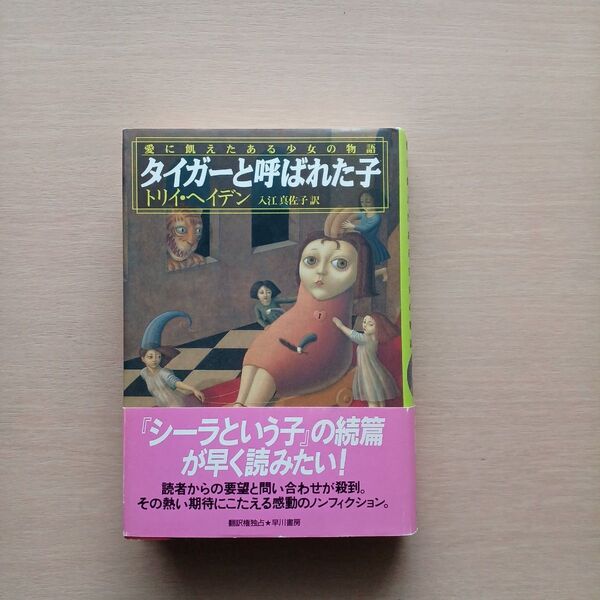 愛に飢えたある少女の物語
タイガーと呼ばれた子
トリイ・ヘイデン 入江真佐子訳
『シーラという子』の続篇
が早く読みたい!
読者からの要望と問い合わせが殺到。
その熱い期待にこたえる感動のノンフィクション。
翻訳権独占★早川書房